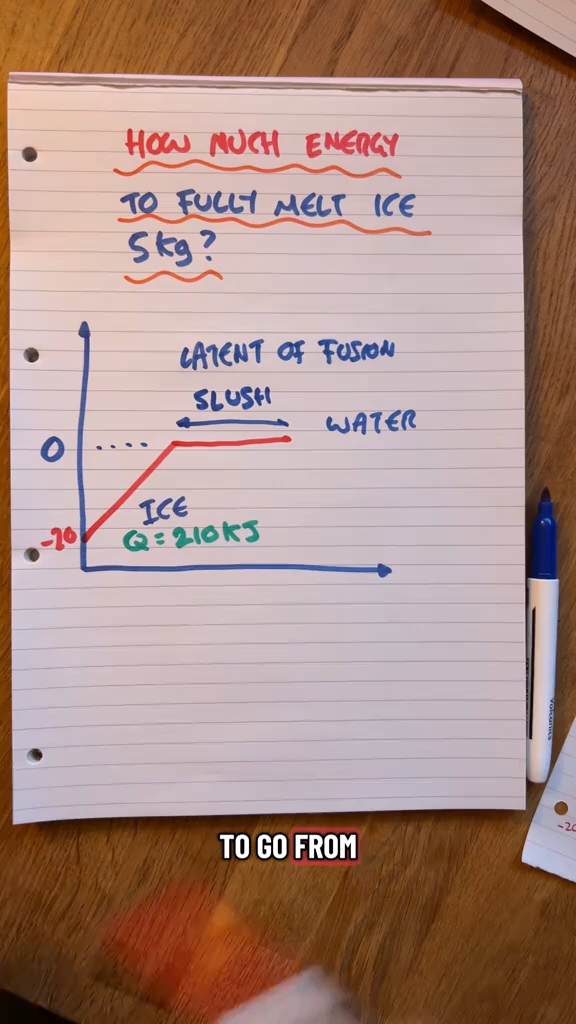 HOW MUCH ENERGY
TO FULLY MELT ICE
5kg?
LATENT OF FUSION
SLUSH
WATER
0
ICE
-20
Q = 210KJ
-20
TO GO FROM